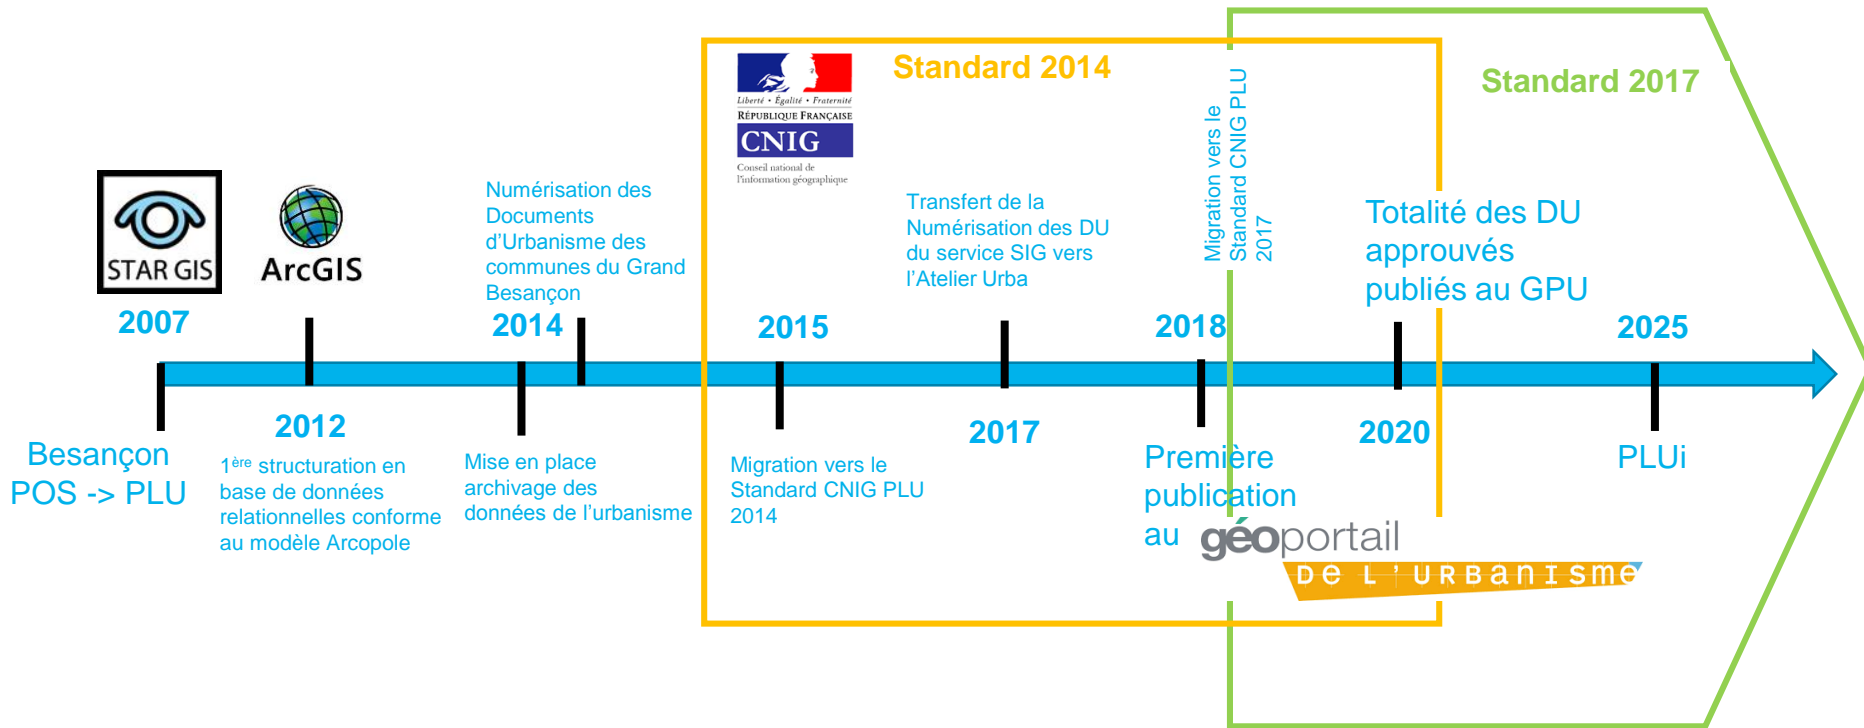 Standard 2014
Standard 2017
Liberté • Égalité • Fraternité
RÉPUBLIQUE FRANÇAISE
CNIG
Conseil national de
l'information géographique
Migration vers le
Standard CNIG PLU
2017
STAR GIS
ArcGIS
2007
Numérisation des
Documents
d'Urbanisme des
communes du Grand
Besançon
2014
2015
Transfert de la
Numérisation des DU
du service SIG vers
l'Atelier Urba
2018
Totalité des DU
approuvés
publiés au GPU
2025
Besançon
POS -> PLU
2012
1ère structuration en
base de données
relationnelles conforme
au modèle Arcopole
Mise en place
archivage des
données de l'urbanisme
Migration vers le
Standard CNIG PLU
2014
2017
Première
publication
au géoportail
De L'URBanIsme
2020
PLUi